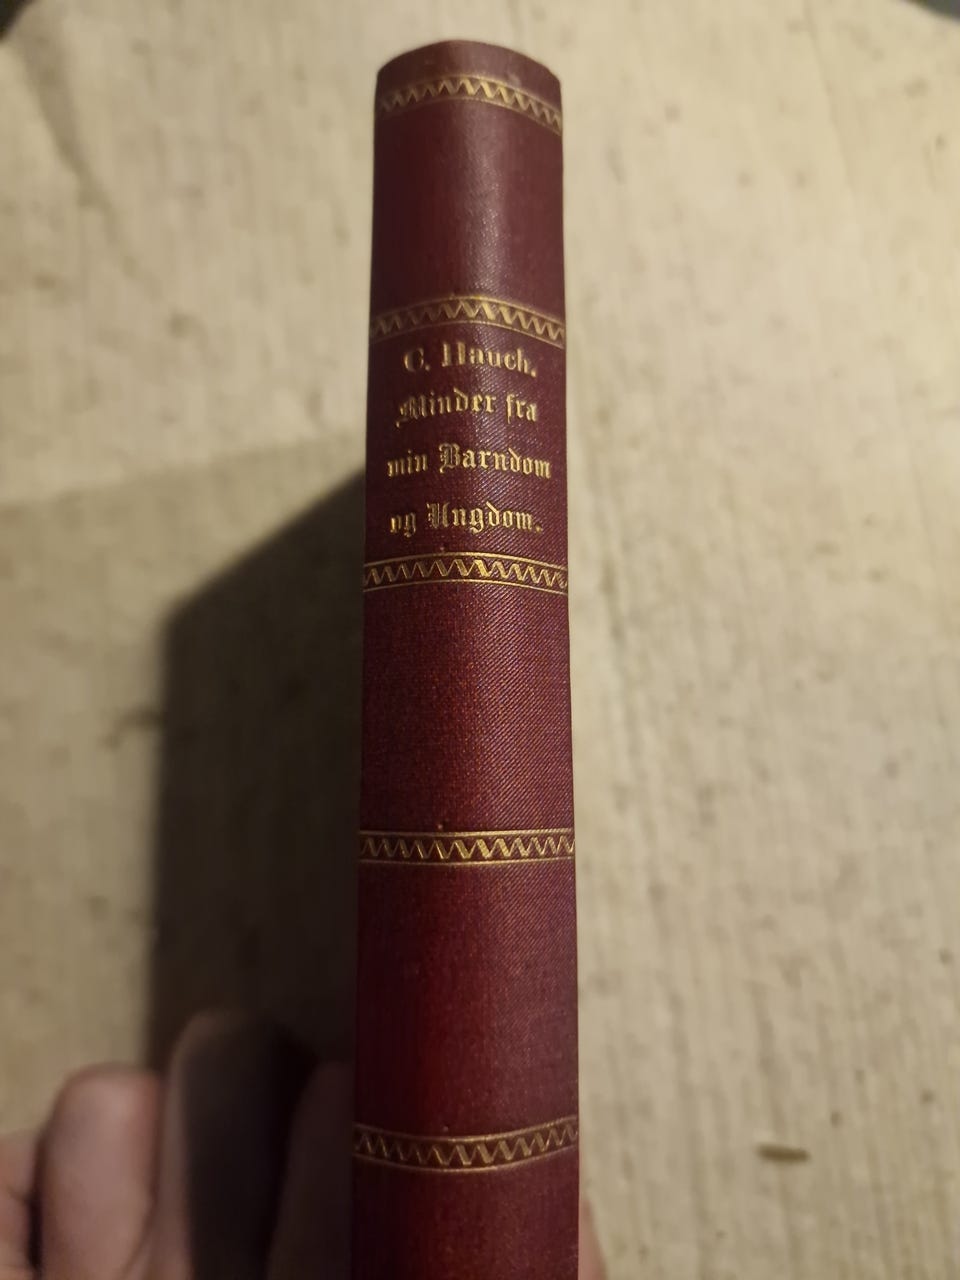 C. Hauch.
Minder fra
min Barndom
og Ungdom.